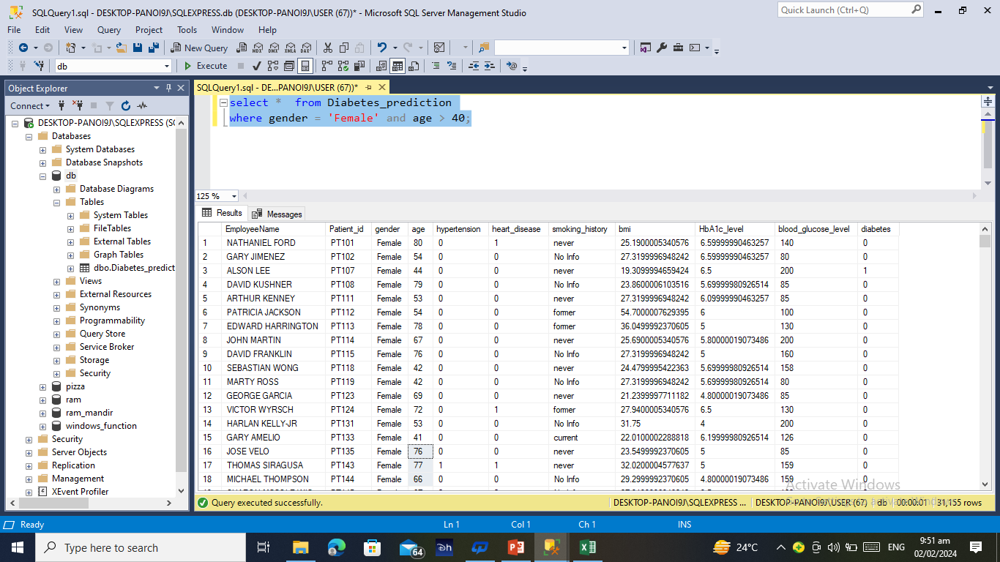 SQLQuery1.sql - DESKTOP-PANOI9J\SQLEXPRESS.db (DESKTOP-PANOI9J\USER (67))* - Microsoft SQL Server Management Studio
Quick Launch (Ctrl+Q)
File Edit View Query Project Tools Window Help
New Query MDX DMX XMLA DAX
db Execute
Object Explorer
Connect
DESKTOP-PANOI9J\SQLEXPRESS (S
Databases
System Databases
Database Snapshots
db
Database Diagrams
Tables
System Tables
FileTables
External Tables
Graph Tables
dbo.Diabetes_predict
Views
External Resources
Synonyms
Programmability
Query Store
Service Broker
Storage
Security
pizza
ram
ram_mandir
windows_function
Security
Server Objects
Replication
Management
XEvent Profiler
SQLQuery1.sql - DE...PANOI9J\USER (67))*
select * from Diabetes_prediction
where gender = 'Female' and age > 40;
125 %
Results Messages
EmployeeName Patient_id gender age hypertension heart_disease smoking_history bmi HbA1c_level blood_glucose_level diabetes
1 NATHANIEL FORD PT101 Female 80 0 1 never 25.1900005340576 6.59999990463257 140 0
2 GARY JIMENEZ PT102 Female 54 0 0 No Info 27.3199996948242 6.59999990463257 80 0
3 ALSON LEE PT107 Female 44 0 0 never 19.3099994659424 6.5 200 1
4 DAVID KUSHNER PT108 Female 79 0 0 No Info 23.8600006103516 5.69999980926514 85 0
5 ARTHUR KENNEY PT111 Female 53 0 0 never 27.3199996948242 6.09999990463257 85 0
6 PATRICIA JACKSON PT112 Female 54 0 0 former 54.7000007629395 6 100 0
7 EDWARD HARRINGTON PT113 Female 78 0 0 former 36.0499992370605 5 130 0
8 JOHN MARTIN PT114 Female 67 0 0 never 25.6900005340576 5.80000019073486 200 0
9 DAVID FRANKLIN PT115 Female 76 0 0 No Info 27.3199996948242 5 160 0
10 SEBASTIAN WONG PT118 Female 42 0 0 never 24.4799995422363 5.69999980926514 158 0
11 MARTY ROSS PT119 Female 42 0 0 No Info 27.3199996948242 5.69999980926514 80 0
12 GEORGE GARCIA PT123 Female 69 0 0 never 21.2399997711182 4.80000019073486 85 0
13 VICTOR WYRSCH PT124 Female 72 0 1 former 27.9400005340576 6.5 130 0
14 HARLAN KELLY-JR PT131 Female 53 0 0 No Info 31.75 4 200 0
15 GARY AMELIO PT133 Female 41 0 0 current 22.0100002288818 6.19999980926514 126 0
16 JOSE VELO PT135 Female 76 0 0 never 23.5499992370605 5 85 0
17 THOMAS SIRAGUSA PT143 Female 77 1 1 never 32.0200004577637 5 159 0
18 MICHAEL THOMPSON PT144 Female 66 0 0 No Info 29.2999992370605 4.80000019073486 159 0
Activate Windows
Query executed successfully. DESKTOP-PANOI9J\SQLEXPRESS ... DESKTOP-PANOI9J\USER (67) db 00:00:01 31,155 rows
Ready Ln 1 Col 1 Ch 1 INS
Type here to search 64 24°C ENG 9:51 am
02/02/2024